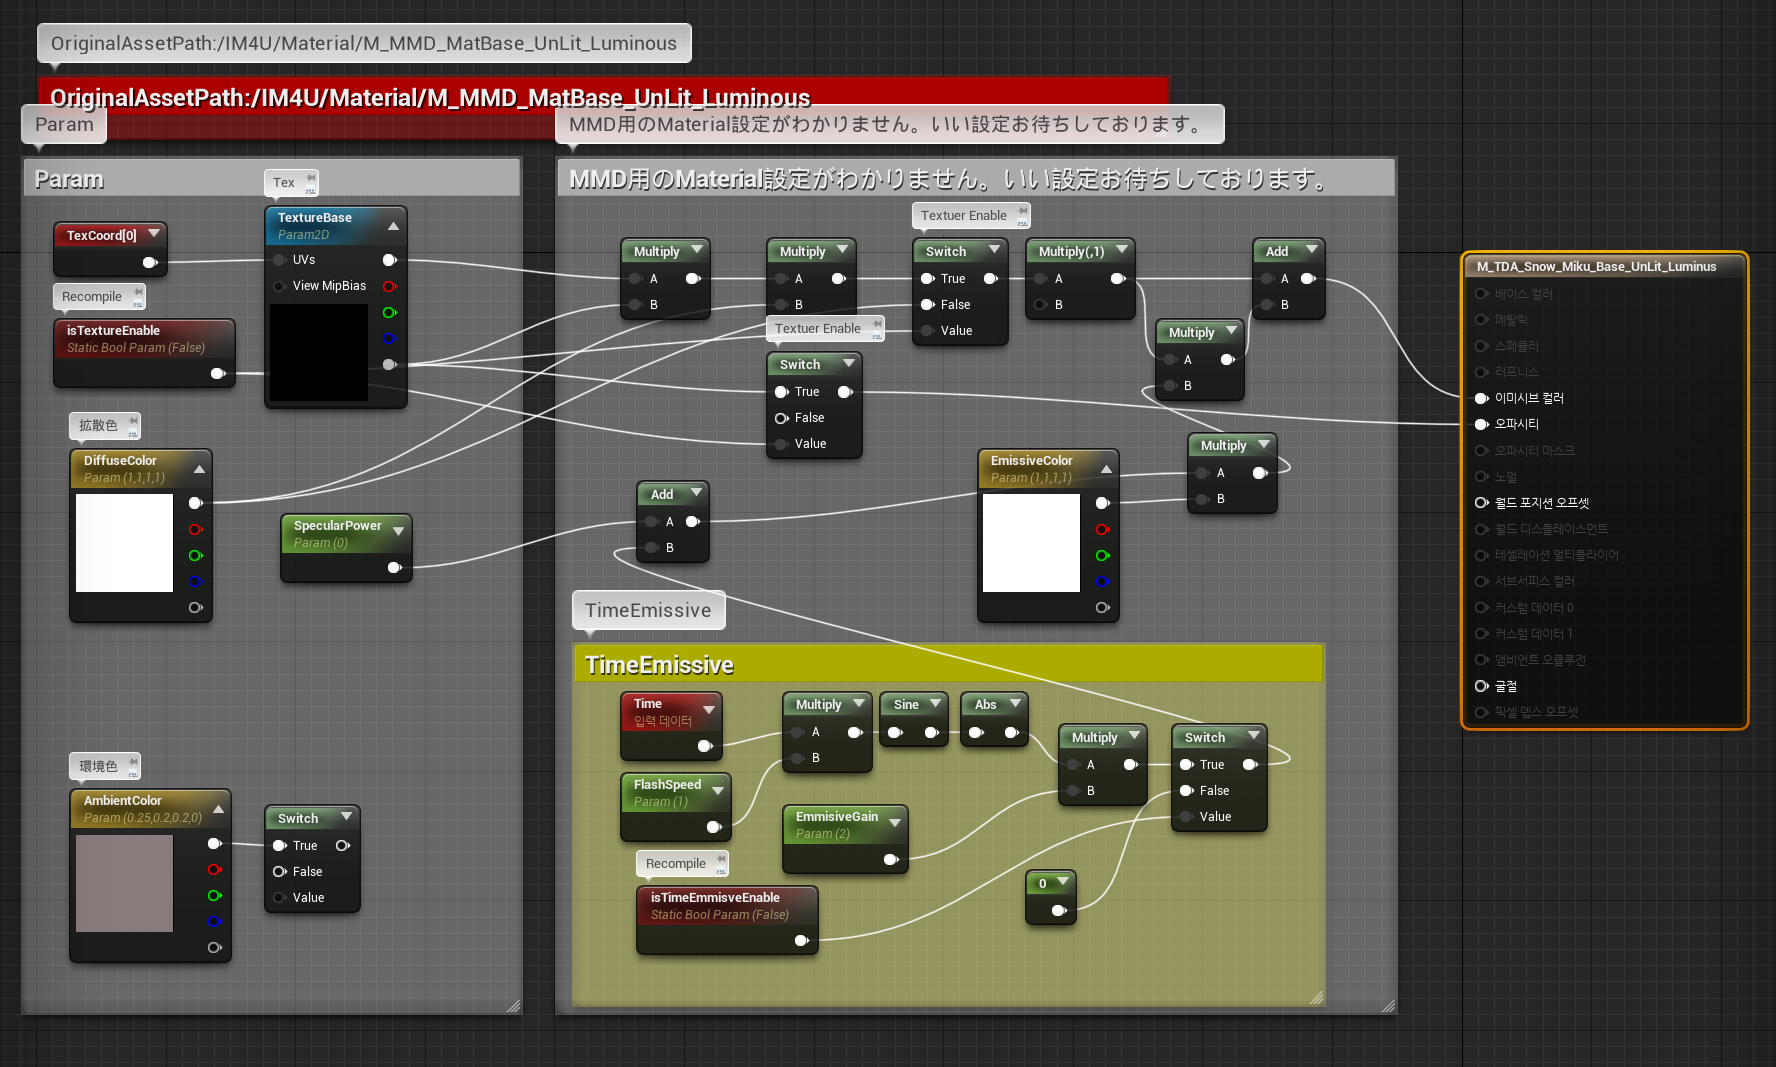 OriginalAssetPath:/IM4U/Material/M_MMD_MatBase_UnLit_Luminous
OriginalAssetPath:/IM4U/Material/M_MMD_MatBase_UnLit_Luminous
Param
MMD用のMaterial設定がわかりません。いい設定お待ちしております。
Param
MMD用のMaterial設定がわかりません。いい設定お待ちしております。
Tex
TexCoord[0]
TextureBase
Param2D
UVs
View MipBias
Recompile
isTextureEnable
Static Bool Param (False)
拡散色
DiffuseColor
Param (1,1,1,1)
SpecularPower
Param (0)
環境色
AmbientColor
Param (0.25,0.2,0.2,0)
Switch
True
False
Value
Multiply
A
B
Multiply
A
B
Textuer Enable
Switch
True
False
Value
Multiply(,1)
A
B
Add
A
B
Multiply
A
B
Textuer Enable
Switch
True
False
Value
Multiply
A
B
EmissiveColor
Param (1,1,1,1)
Add
A
B
TimeEmissive
TimeEmissive
Time
입력 데이터
Multiply
A
B
Sine
Abs
FlashSpeed
Param (1)
EmmisiveGain
Param (2)
Multiply
A
B
Switch
True
False
Value
Recompile
isTimeEmmisveEnable
Static Bool Param (False)
0
M_TDA_Snow_Miku_Base_UnLit_Luminus
베이스 컬러
메탈릭
스페큘러
러프니스
이미시브 컬러
오파시티
오파시티 마스크
노멀
월드 포지션 오프셋
월드 디스플레이스먼트
테셀레이션 멀티플라이어
서브서피스 컬러
커스텀 데이터 0
커스텀 데이터 1
앰비언트 오클루전
굴절
픽셀 뎁스 오프셋